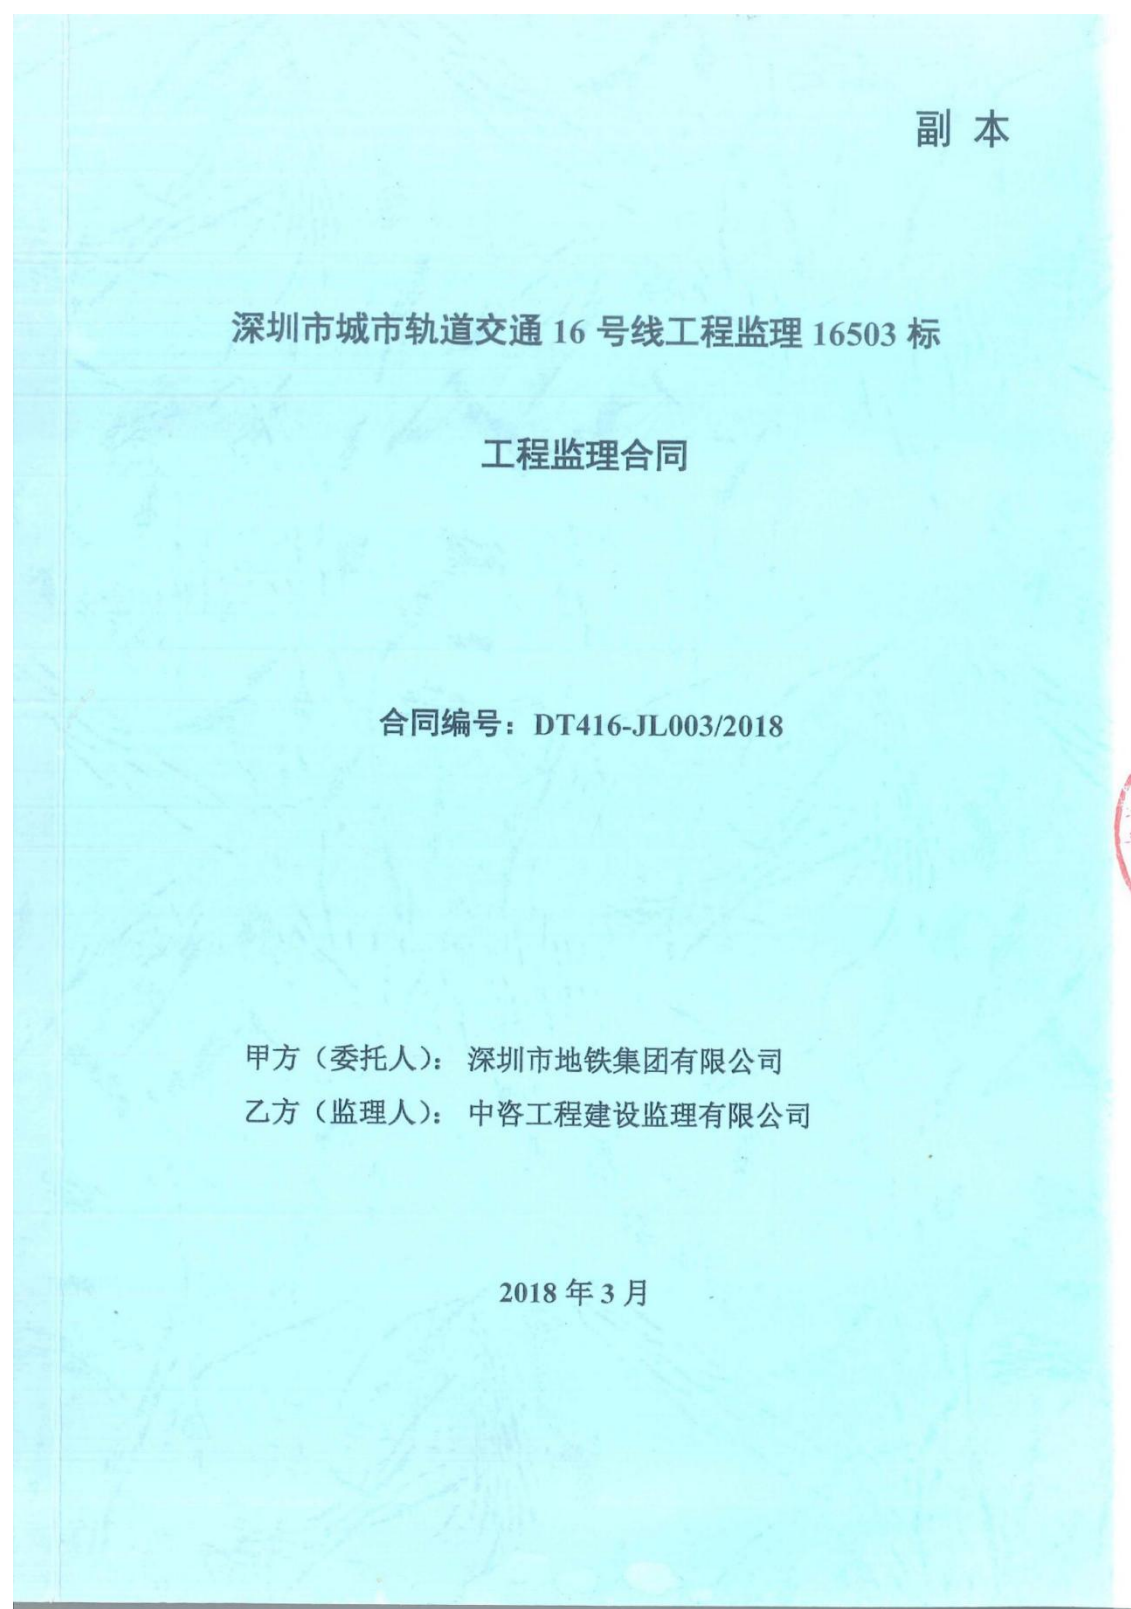 副 本
深圳市城市轨道交通 16 号线工程监理 16503 标
工程监理合同
合同编号：DT416-JL003/2018
甲方（委托人）： 深圳市地铁集团有限公司
乙方（监理人）： 中咨工程建设监理有限公司
2018 年 3 月